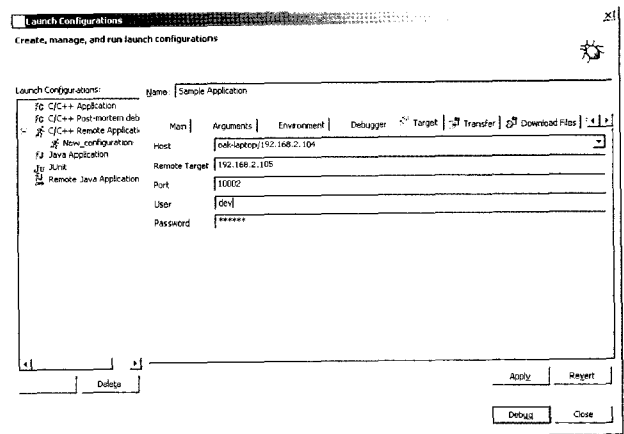 Launch Configurations
Create, manage, and run launch configurations
Launch Configurations:
Name: Sample Application
C/C++ Application
C/C++ Post-mortem deb
C/C++ Remote Applicati
New_configuration
Java Application
Ju JUnit
Remote Java Application
Main Arguments Environment Debugger Target Transfer Download Files
Host oak-laptop/192.168.2.104
Remote Target 192.168.2.105
Port 10002
User dev
Password ******
Delete
Apply Revert
Debug Close